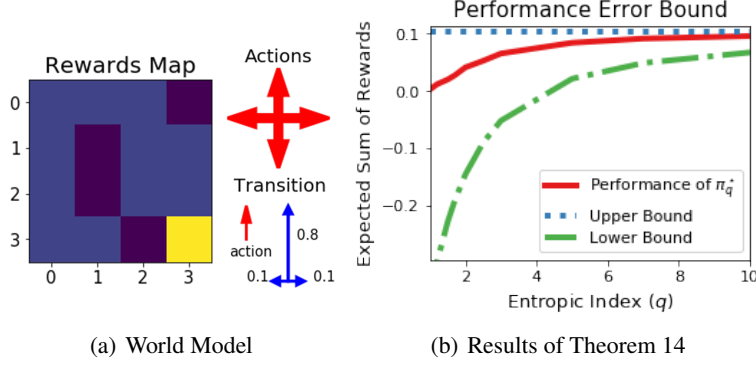 Rewards Map
0
1
2
3
0 1 2 3
Actions
Transition
action
0.8
0.1
0.1
(a) World Model
Performance Error Bound
Expected Sum of Rewards
0.1
0.0
−0.1
−0.2
2 4 6 8 10
Entropic Index (q)
Performance of π*q
Upper Bound
Lower Bound
(b) Results of Theorem 14